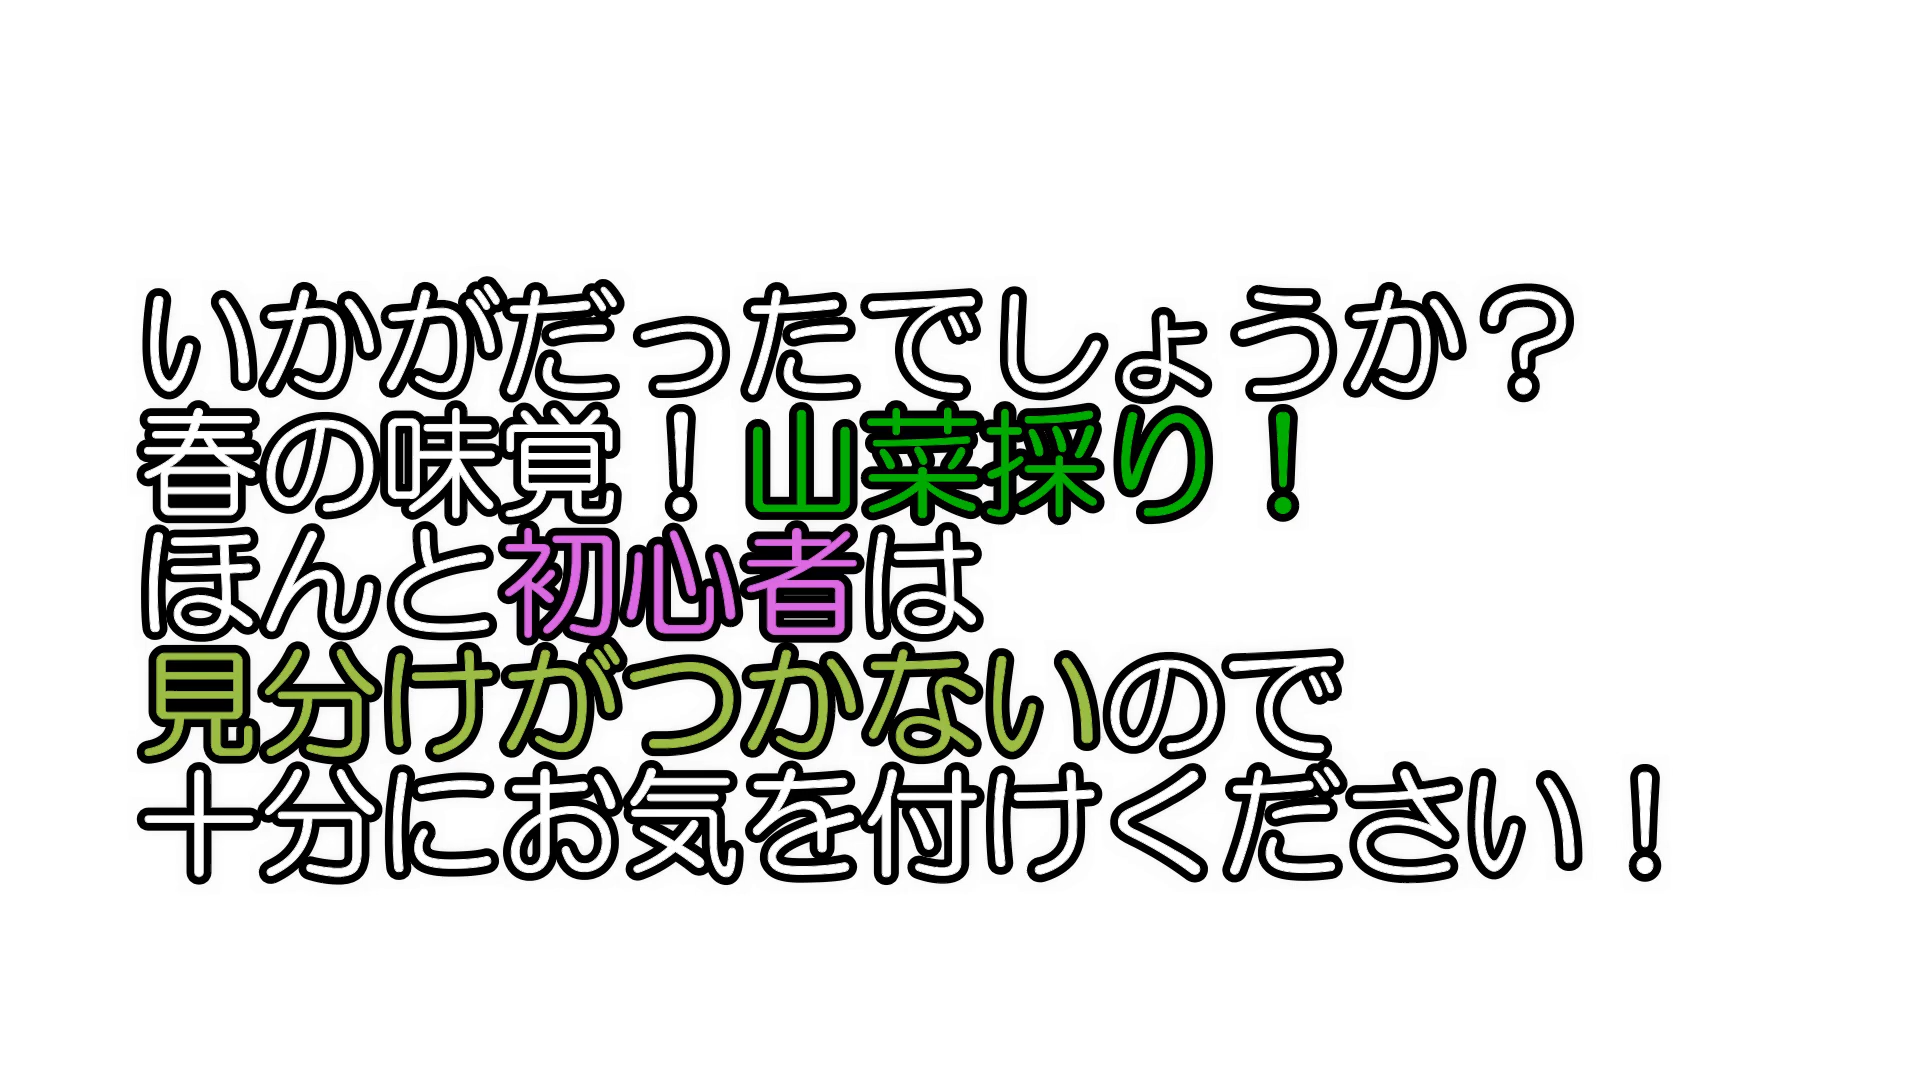 いかがだったでしょうか？
春の味覚！山菜採り！
ほんと初心者は
見分けがつかないので
十分にお気を付けください！